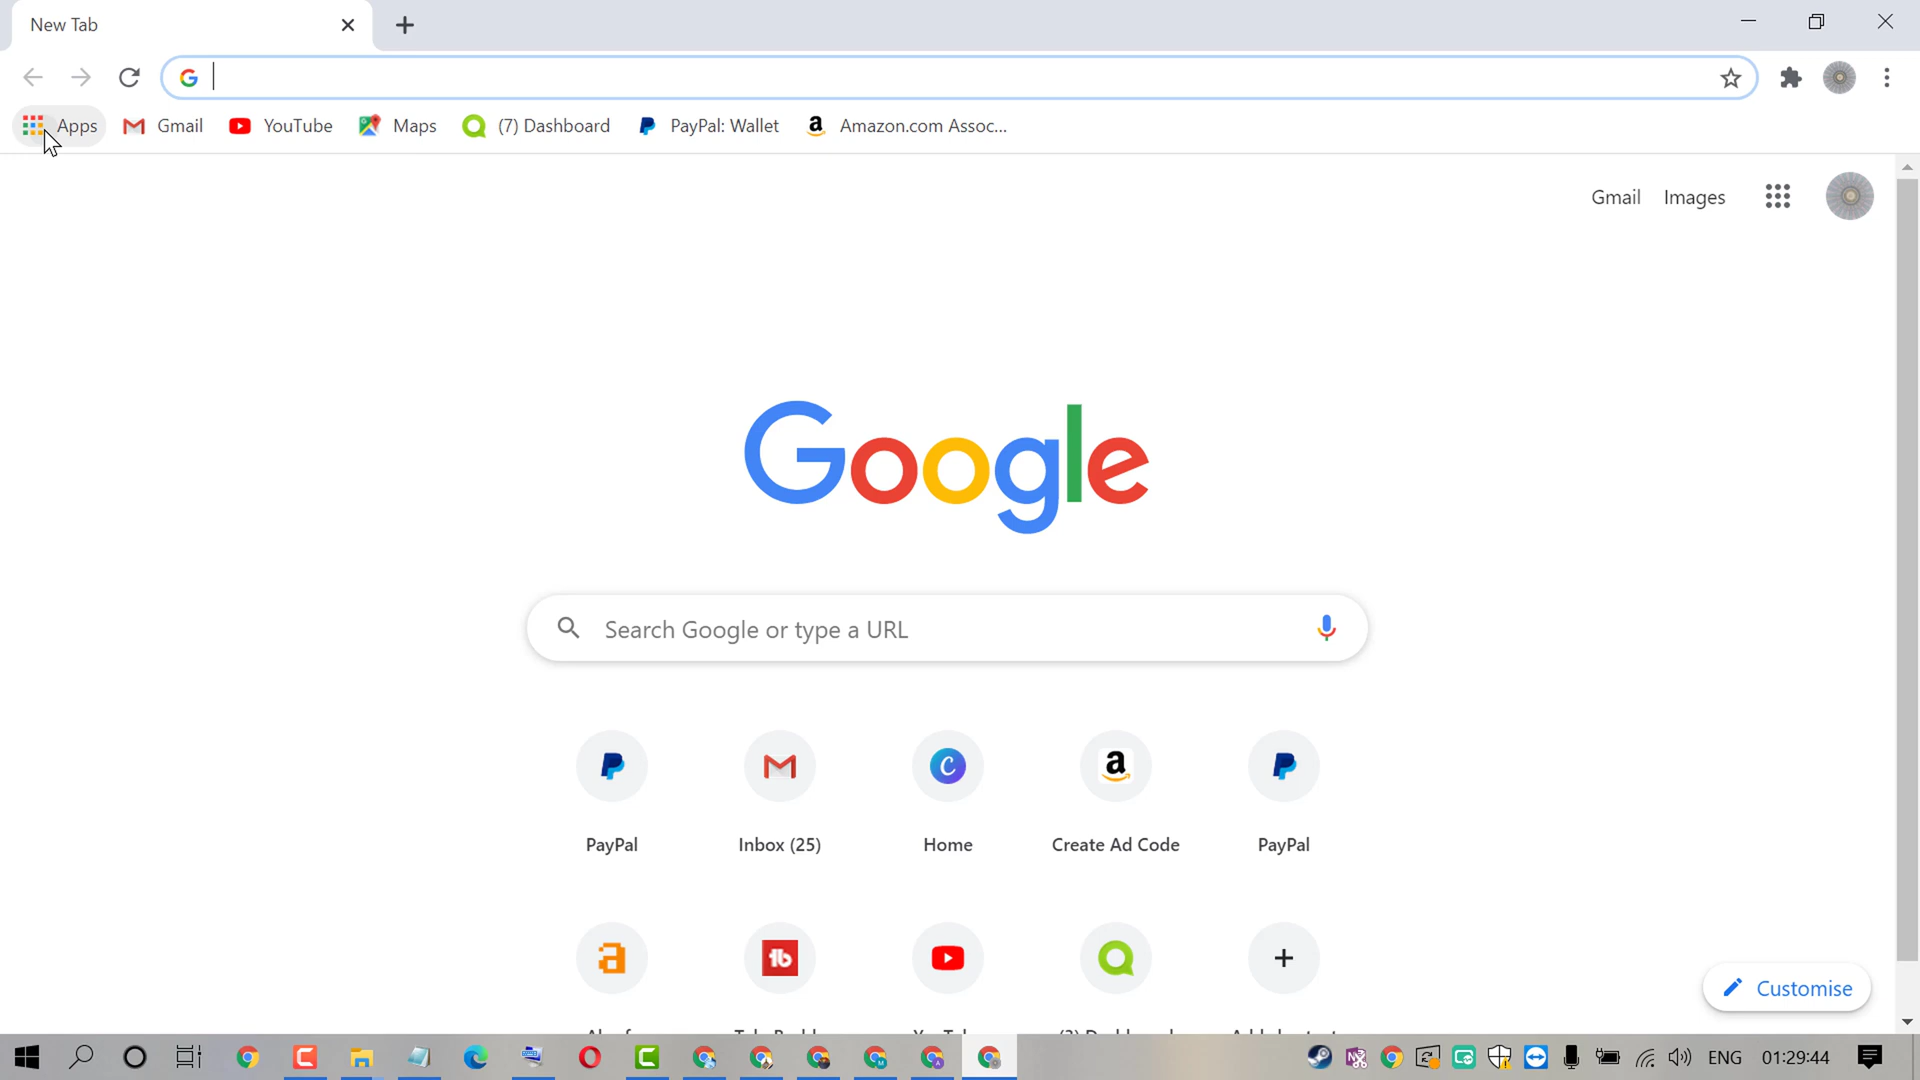 New Tab
Apps Gmail YouTube Maps (7) Dashboard PayPal: Wallet Amazon.com Assoc...
Gmail Images
Google
Search Google or type a URL
PayPal Inbox (25) Home Create Ad Code PayPal
Customise
ENG 01:29:44